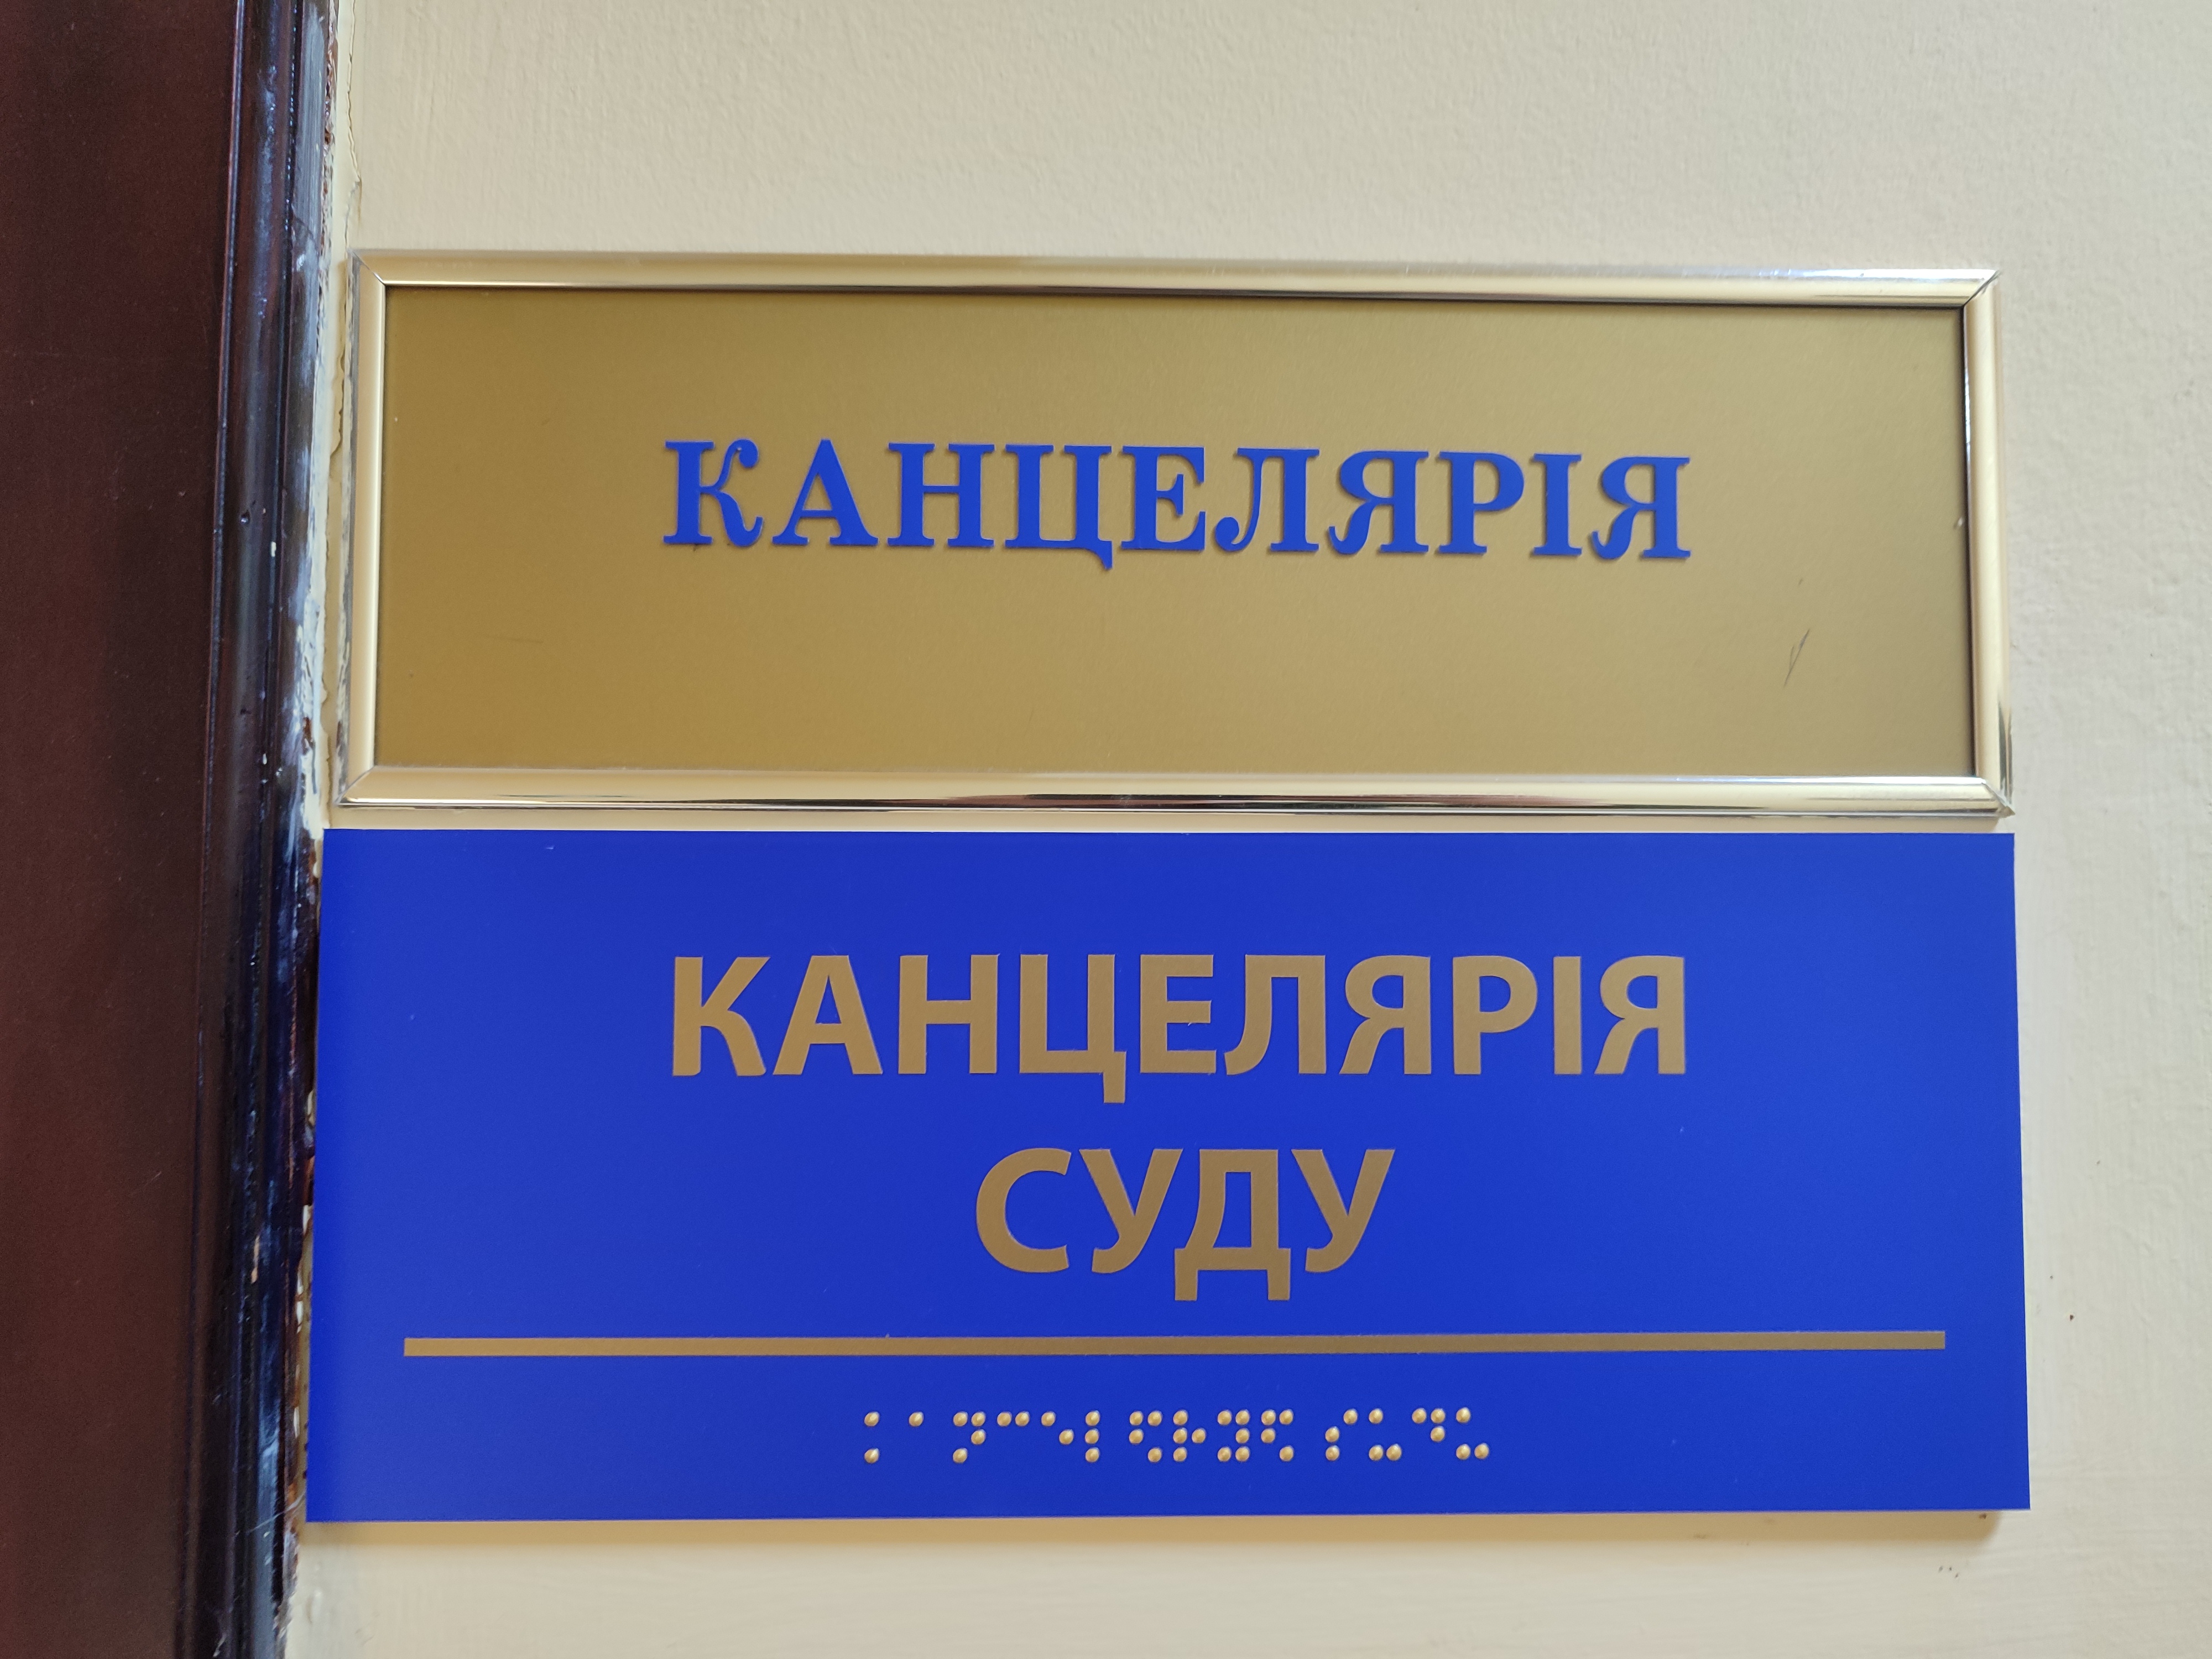 КАНЦЕЛЯРІЯ
КАНЦЕЛЯРІЯ
СУДУ
⠅⠁⠝⠉⠑⠇⠫⠗⠽⠫ ⠎⠥⠙⠥